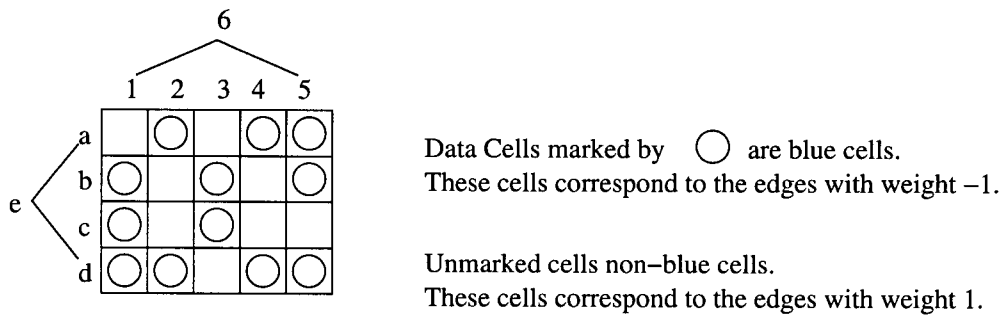 6
1 2 3 4 5
a
b
e
c
d
Data Cells marked by are blue cells.
These cells correspond to the edges with weight −1.
Unmarked cells non−blue cells.
These cells correspond to the edges with weight 1.